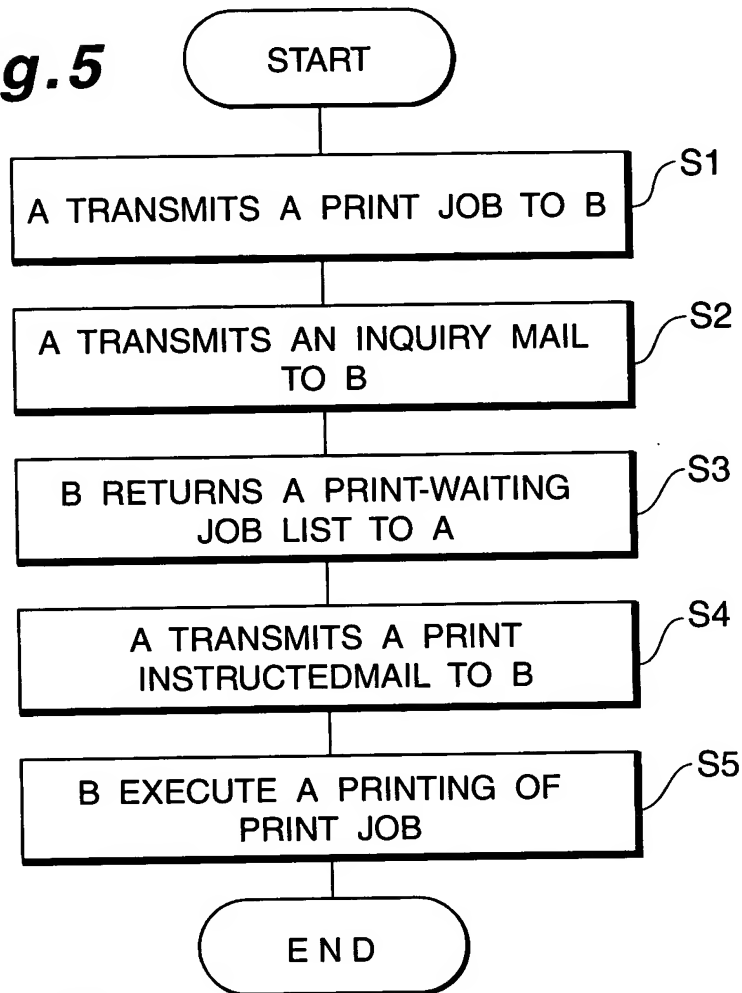 g.5
START
A TRANSMITS A PRINT JOB TO B
S1
A TRANSMITS AN INQUIRY MAIL
TO B
S2
B RETURNS A PRINT-WAITING
JOB LIST TO A
S3
A TRANSMITS A PRINT
INSTRUCTEDMAIL TO B
S4
B EXECUTE A PRINTING OF
PRINT JOB
S5
END